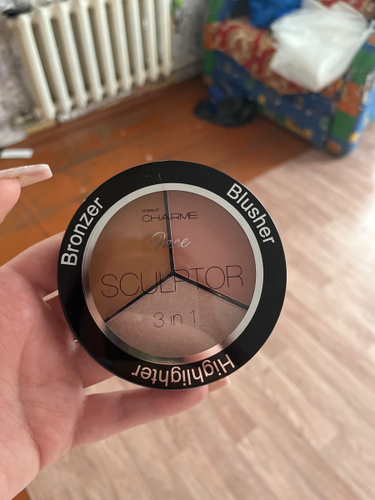 Bronzer
Blusher
CHARME
Face
SCULPTOR
3 in 1
Highlighter